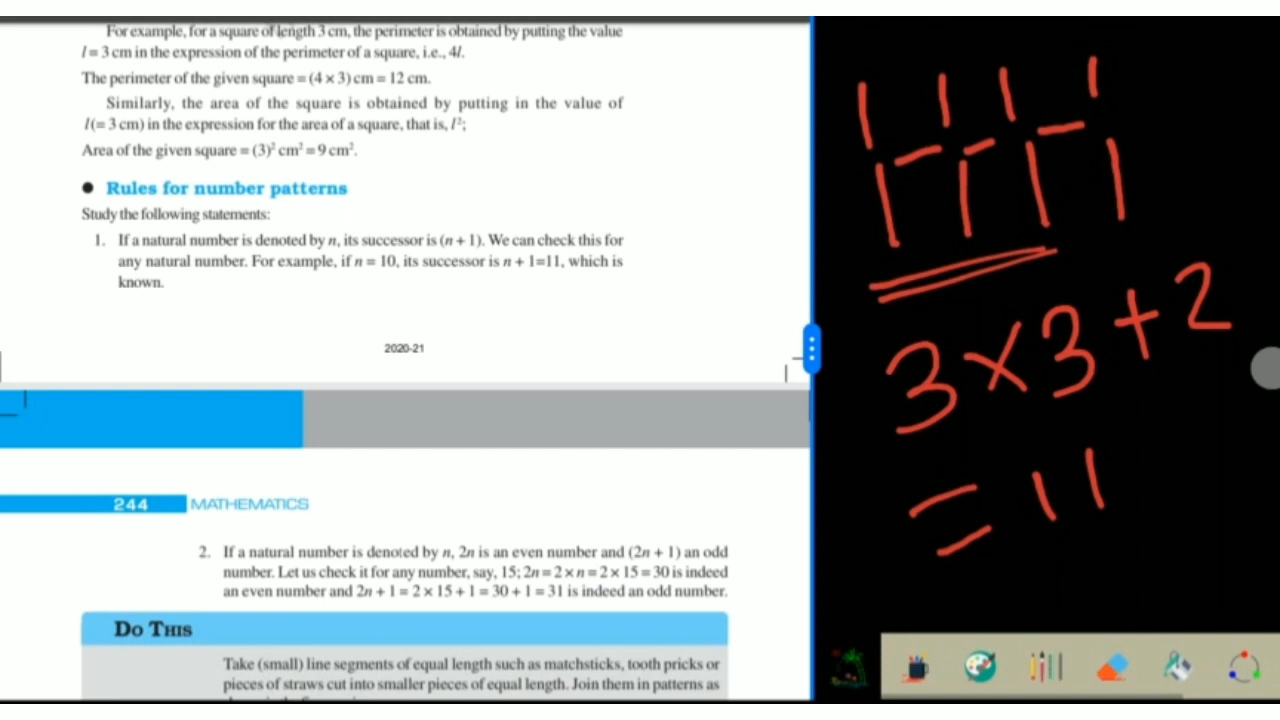 For example, for a square of length 3 cm, the perimeter is obtained by putting the value
l = 3 cm in the expression of the perimeter of a square, i.e., 4l.
The perimeter of the given square = (4 × 3) cm = 12 cm.
Similarly, the area of the square is obtained by putting in the value of
l (= 3 cm) in the expression for the area of a square, that is, l²;
Area of the given square = (3)² cm² = 9 cm².
● Rules for number patterns
Study the following statements:
1. If a natural number is denoted by n, its successor is (n + 1). We can check this for
any natural number. For example, if n = 10, its successor is n + 1=11, which is
known.
2020-21
244 MATHEMATICS
2. If a natural number is denoted by n, 2n is an even number and (2n + 1) an odd
number. Let us check it for any number, say, 15; 2n = 2 × n = 2 × 15 = 30 is indeed
an even number and 2n + 1 = 2 × 15 + 1 = 30 + 1 = 31 is indeed an odd number.
DO THIS
Take (small) line segments of equal length such as matchsticks, tooth pricks or
pieces of straws cut into smaller pieces of equal length. Join them in patterns as
3 × 3 + 2
= 11